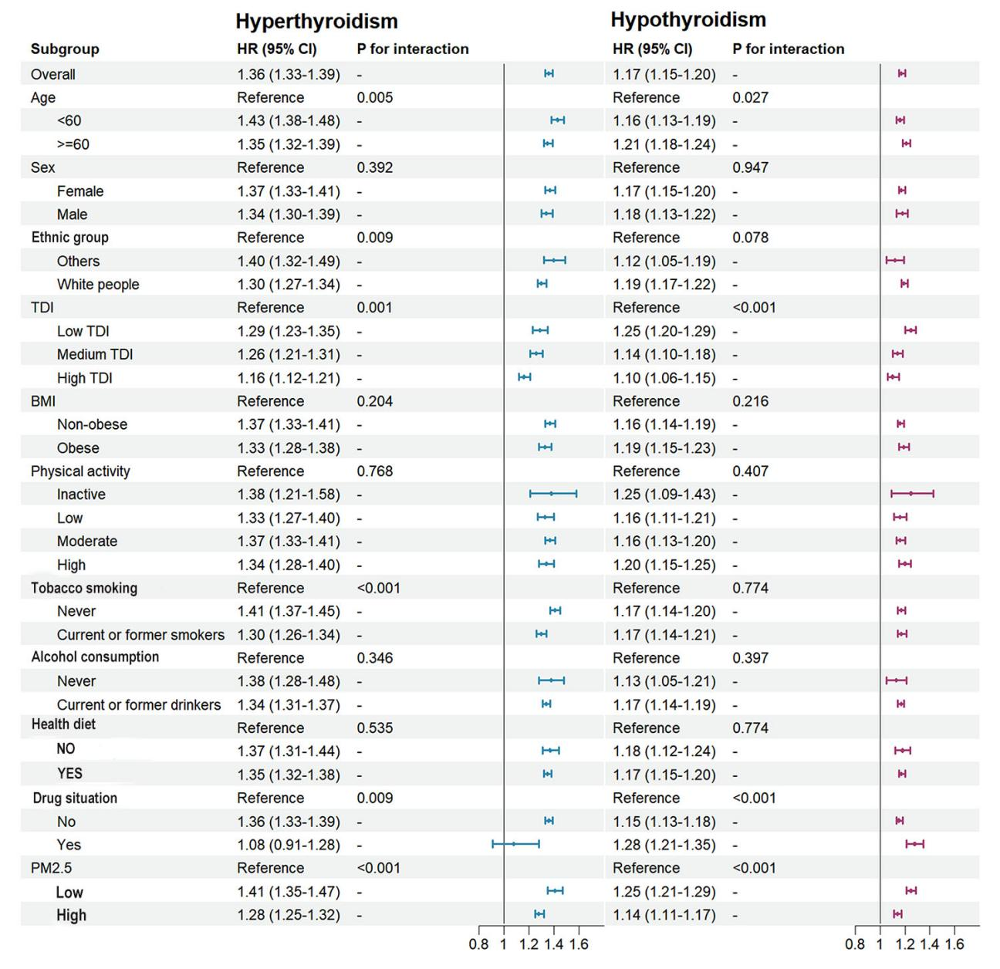 Hyperthyroidism Hypothyroidism
Subgroup HR (95% CI) P for interaction HR (95% CI) P for interaction
Overall 1.36 (1.33-1.39) - 1.17 (1.15-1.20) -
Age Reference 0.005 Reference 0.027
<60 1.43 (1.38-1.48) - 1.16 (1.13-1.19) -
>=60 1.35 (1.32-1.39) - 1.21 (1.18-1.24) -
Sex Reference 0.392 Reference 0.947
Female 1.37 (1.33-1.41) - 1.17 (1.15-1.20) -
Male 1.34 (1.30-1.39) - 1.18 (1.13-1.22) -
Ethnic group Reference 0.009 Reference 0.078
Others 1.40 (1.32-1.49) - 1.12 (1.05-1.19) -
White people 1.30 (1.27-1.34) - 1.19 (1.17-1.22) -
TDI Reference 0.001 Reference <0.001
Low TDI 1.29 (1.23-1.35) - 1.25 (1.20-1.29) -
Medium TDI 1.26 (1.21-1.31) - 1.14 (1.10-1.18) -
High TDI 1.16 (1.12-1.21) - 1.10 (1.06-1.15) -
BMI Reference 0.204 Reference 0.216
Non-obese 1.37 (1.33-1.41) - 1.16 (1.14-1.19) -
Obese 1.33 (1.28-1.38) - 1.19 (1.15-1.23) -
Physical activity Reference 0.768 Reference 0.407
Inactive 1.38 (1.21-1.58) - 1.25 (1.09-1.43) -
Low 1.33 (1.27-1.40) - 1.16 (1.11-1.21) -
Moderate 1.37 (1.33-1.41) - 1.16 (1.13-1.20) -
High 1.34 (1.28-1.40) - 1.20 (1.15-1.25) -
Tobacco smoking Reference <0.001 Reference 0.774
Never 1.41 (1.37-1.45) - 1.17 (1.14-1.20) -
Current or former smokers 1.30 (1.26-1.34) - 1.17 (1.14-1.21) -
Alcohol consumption Reference 0.346 Reference 0.397
Never 1.38 (1.28-1.48) - 1.13 (1.05-1.21) -
Current or former drinkers 1.34 (1.31-1.37) - 1.17 (1.14-1.19) -
Health diet Reference 0.535 Reference 0.774
NO 1.37 (1.31-1.44) - 1.18 (1.12-1.24) -
YES 1.35 (1.32-1.38) - 1.17 (1.15-1.20) -
Drug situation Reference 0.009 Reference <0.001
No 1.36 (1.33-1.39) - 1.15 (1.13-1.18) -
Yes 1.08 (0.91-1.28) - 1.28 (1.21-1.35) -
PM2.5 Reference <0.001 Reference <0.001
Low 1.41 (1.35-1.47) - 1.25 (1.21-1.29) -
High 1.28 (1.25-1.32) - 1.14 (1.11-1.17) -
0.8 1 1.2 1.4 1.6 0.8 1 1.2 1.4 1.6